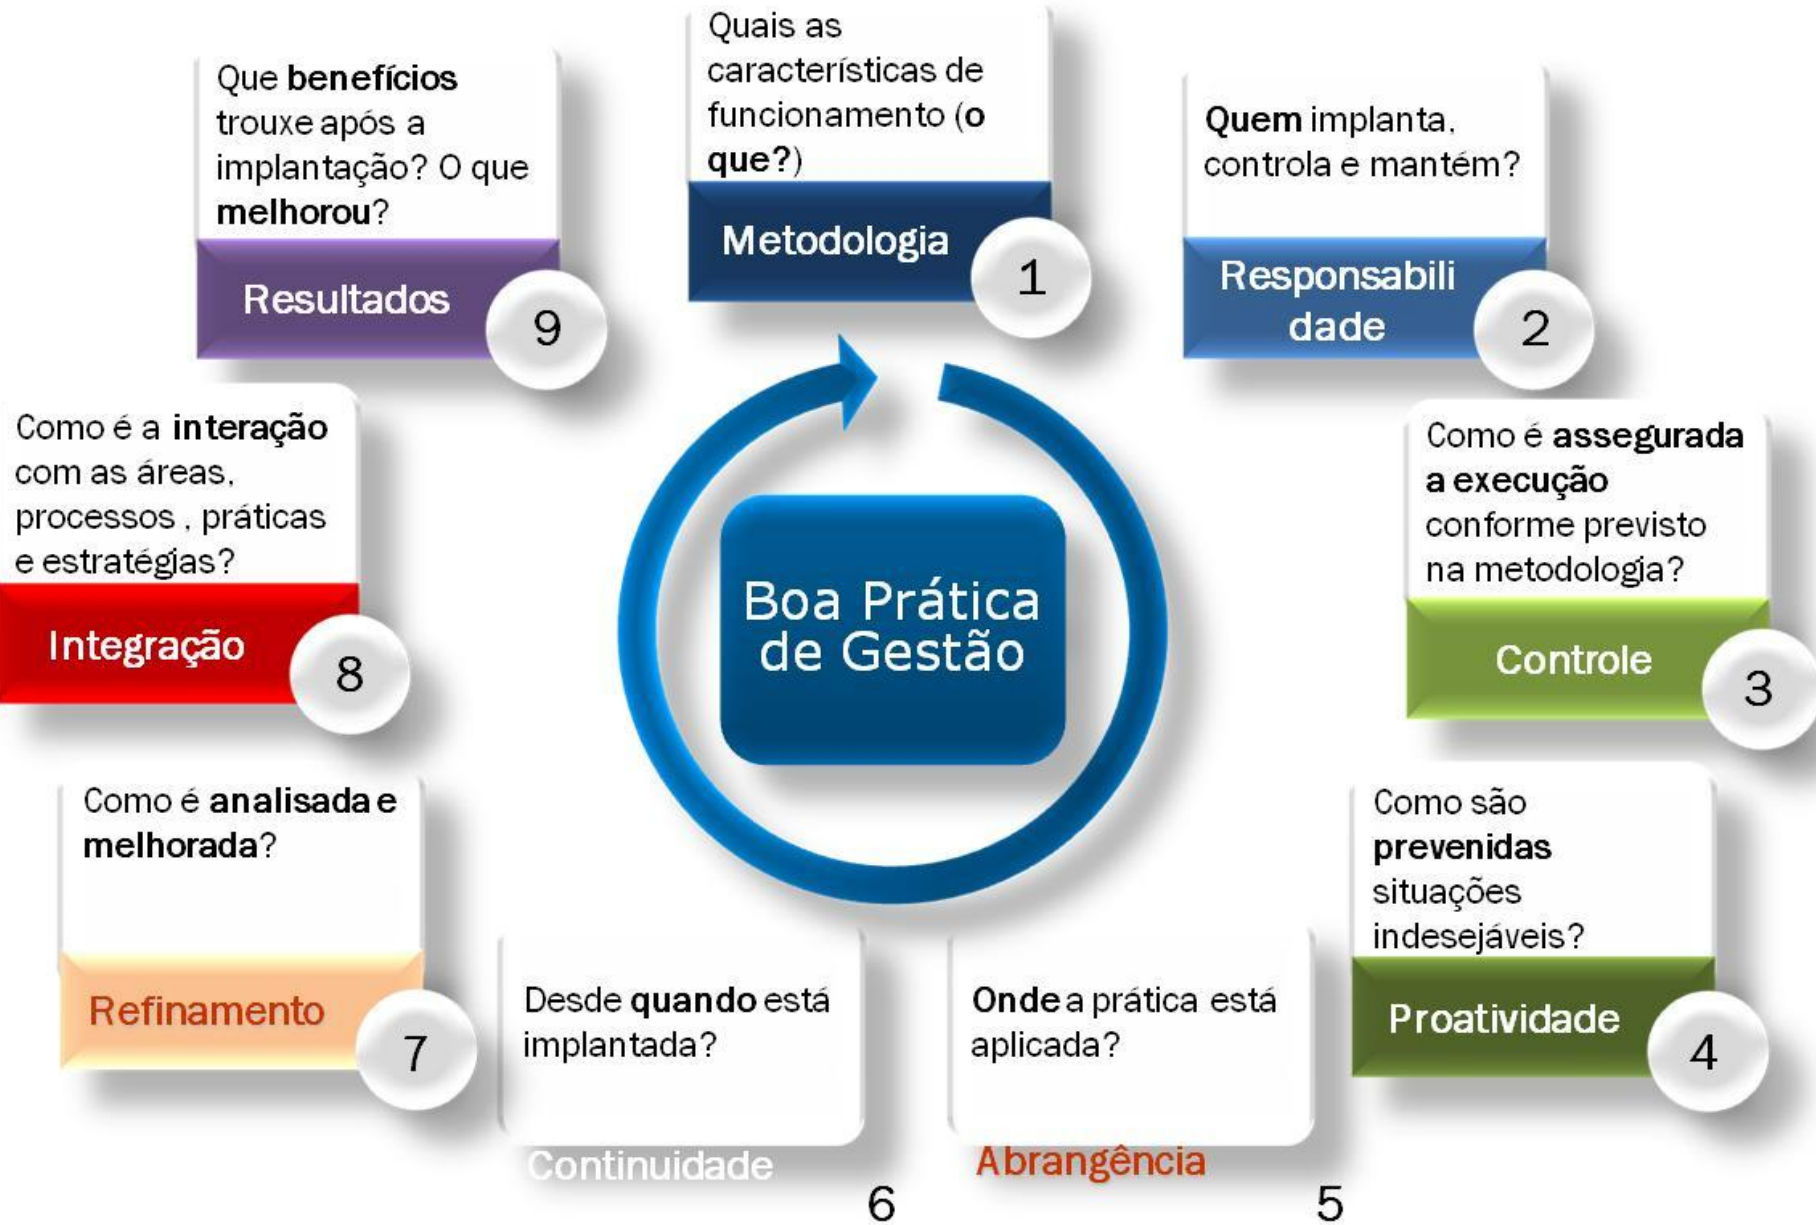 Quais as
características de
funcionamento (o
que?)
Metodologia
1
Quem implanta,
controla e mantém?
Responsabili
dade
2
Como é assegurada
a execução
conforme previsto
na metodologia?
Controle
3
Como são
prevenidas
situações
indesejáveis?
Proatividade
4
Onde a prática está
aplicada?
Abrangência
5
Desde quando está
implantada?
Continuidade
6
Como é analisada e
melhorada?
Refinamento
7
Como é a interação
com as áreas,
processos , práticas
e estratégias?
Integração
8
Que benefícios
trouxe após a
implantação? O que
melhorou?
Resultados
9
Boa Prática
de Gestão